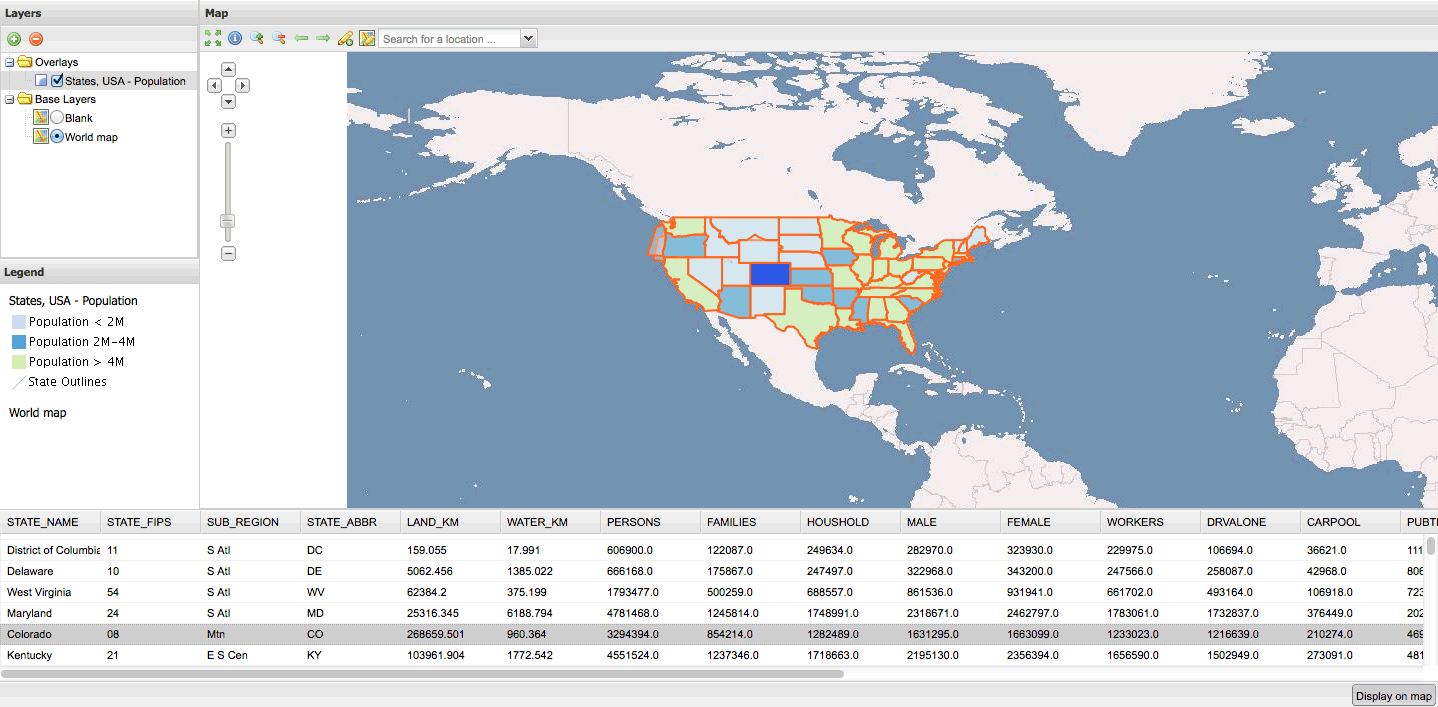 Layers
Map
Search for a location ...
Overlays
States, USA - Population
Base Layers
Blank
World map
Legend
States, USA - Population
Population < 2M
Population 2M-4M
Population > 4M
State Outlines
World map
STATE_NAME STATE_FIPS SUB_REGION STATE_ABBR LAND_KM WATER_KM PERSONS FAMILIES HOUSHOLD MALE FEMALE WORKERS DRVALONE CARPOOL PUBT
District of Columbia 11 S Atl DC 159.055 17.991 606900.0 122087.0 249634.0 282970.0 323930.0 229975.0 106694.0 36621.0 111
Delaware 10 S Atl DE 5062.456 1385.022 666168.0 175867.0 247497.0 322968.0 343200.0 247566.0 258087.0 42968.0 806
West Virginia 54 S Atl WV 62384.2 375.199 1793477.0 500259.0 688557.0 861536.0 931941.0 661702.0 493164.0 106918.0 723
Maryland 24 S Atl MD 25316.345 6188.794 4781468.0 1245814.0 1748991.0 2318671.0 2462797.0 1783061.0 1732837.0 376449.0 202
Colorado 08 Mtn CO 268659.501 960.364 3294394.0 854214.0 1282489.0 1631295.0 1663099.0 1233023.0 1216639.0 210274.0 469
Kentucky 21 E S Cen KY 103961.904 1772.542 4551524.0 1237346.0 1718663.0 2195130.0 2356394.0 1656590.0 1502949.0 273091.0 481
Display on map